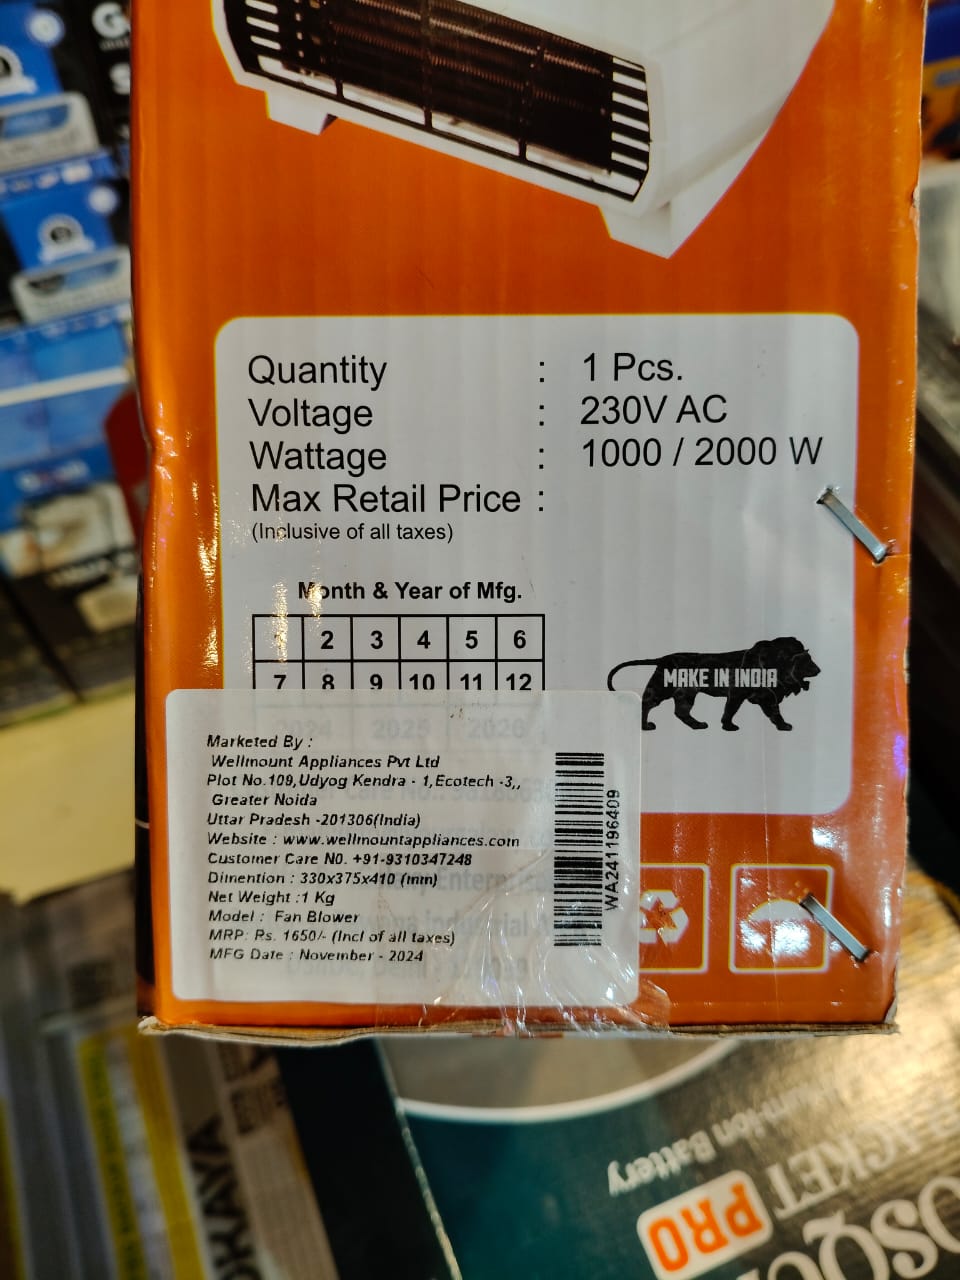 Quantity : 1 Pcs.
Voltage : 230V AC
Wattage : 1000 / 2000 W
Max Retail Price :
(Inclusive of all taxes)
Month & Year of Mfg.
2 3 4 5 6
7 8 9 10 11 12
2024 2025 2026
MAKE IN INDIA
Marketed By :
Wellmount Appliances Pvt Ltd
Plot No.109,Udyog Kendra - 1,Ecotech -3,,
Greater Noida
Uttar Pradesh -201306(India)
Website : www.wellmountappliances.com
Customer Care N0. +91-9310347248
Dimention : 330x375x410 (mm)
Net Weight :1 Kg
Model : Fan Blower
MRP: Rs. 1650/- (Incl of all taxes)
MFG Date : November - 2024
WA241196409
Battery
PRO